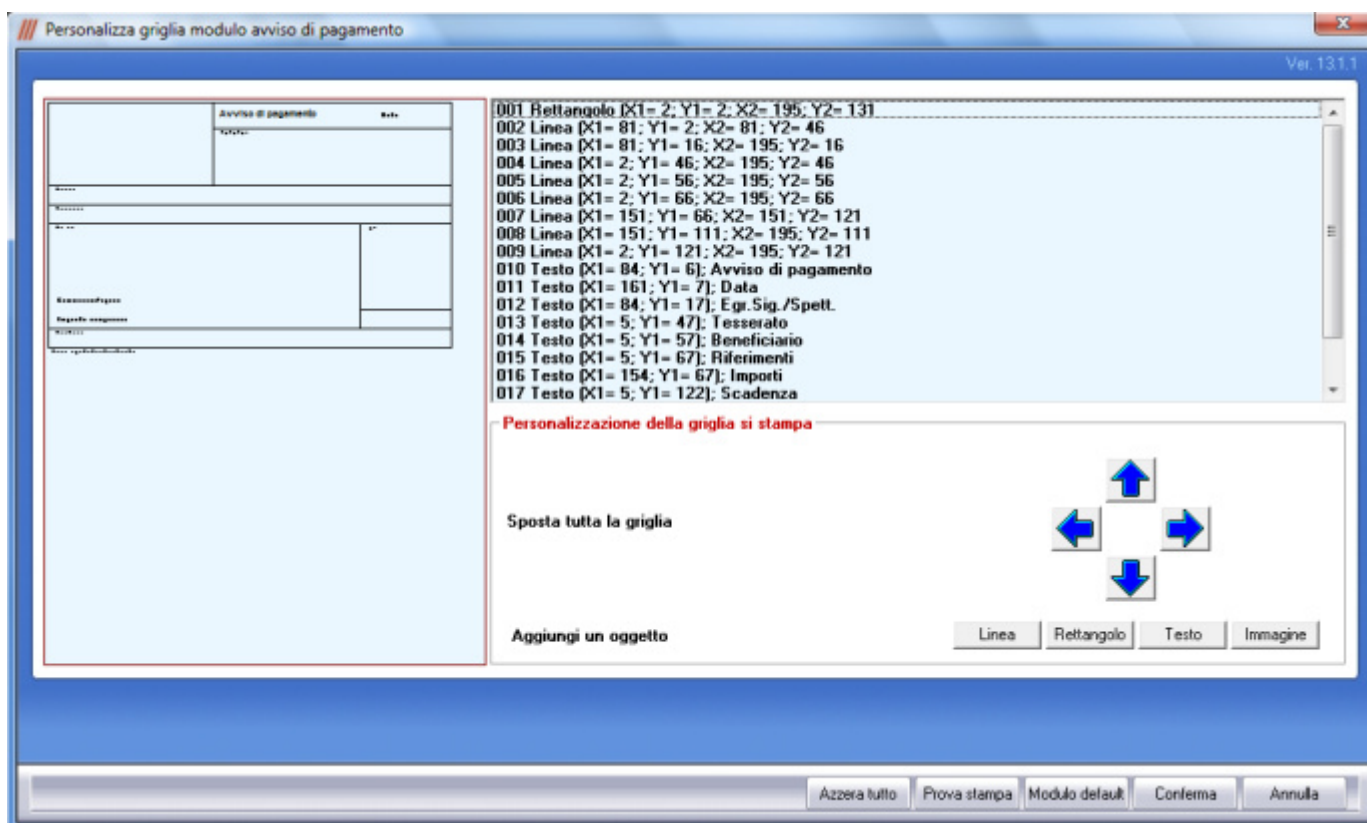 Personalizza griglia modulo avviso di pagamento
Ver. 13.1.1
Avviso di pagamento
001 Rettangolo (X1= 2; Y1= 2; X2= 195; Y2= 131
002 Linea (X1= 81; Y1= 2; X2= 81; Y2= 46
003 Linea (X1= 81; Y1= 16; X2= 195; Y2= 16
004 Linea (X1= 2; Y1= 46; X2= 195; Y2= 46
005 Linea (X1= 2; Y1= 56; X2= 195; Y2= 56
006 Linea (X1= 2; Y1= 66; X2= 195; Y2= 66
007 Linea (X1= 151; Y1= 66; X2= 151; Y2= 121
008 Linea (X1= 151; Y1= 111; X2= 195; Y2= 111
009 Linea (X1= 2; Y1= 121; X2= 195; Y2= 121
010 Testo (X1= 84; Y1= 6); Avviso di pagamento
011 Testo (X1= 161; Y1= 7); Data
012 Testo (X1= 84; Y1= 17); Egr.Sig./Spett.
013 Testo (X1= 5; Y1= 47); Tesserato
014 Testo (X1= 5; Y1= 57); Beneficiario
015 Testo (X1= 5; Y1= 67); Riferimenti
016 Testo (X1= 154; Y1= 67); Importi
017 Testo (X1= 5; Y1= 122); Scadenza
Personalizzazione della griglia si stampa
Sposta tutta la griglia
Aggiungi un oggetto
Linea
Rettangolo
Testo
Immagine
Azzera tutto
Prova stampa
Modulo default
Conferma
Annulla